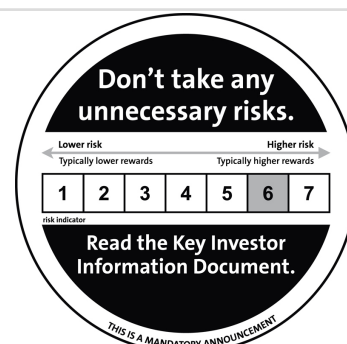 Don't take any
unnecessary risks.
Lower risk Higher risk
Typically lower rewards Typically higher rewards
1 2 3 4 5 6 7
risk indicator
Read the Key Investor
Information Document.
THIS IS A MANDATORY ANNOUNCEMENT